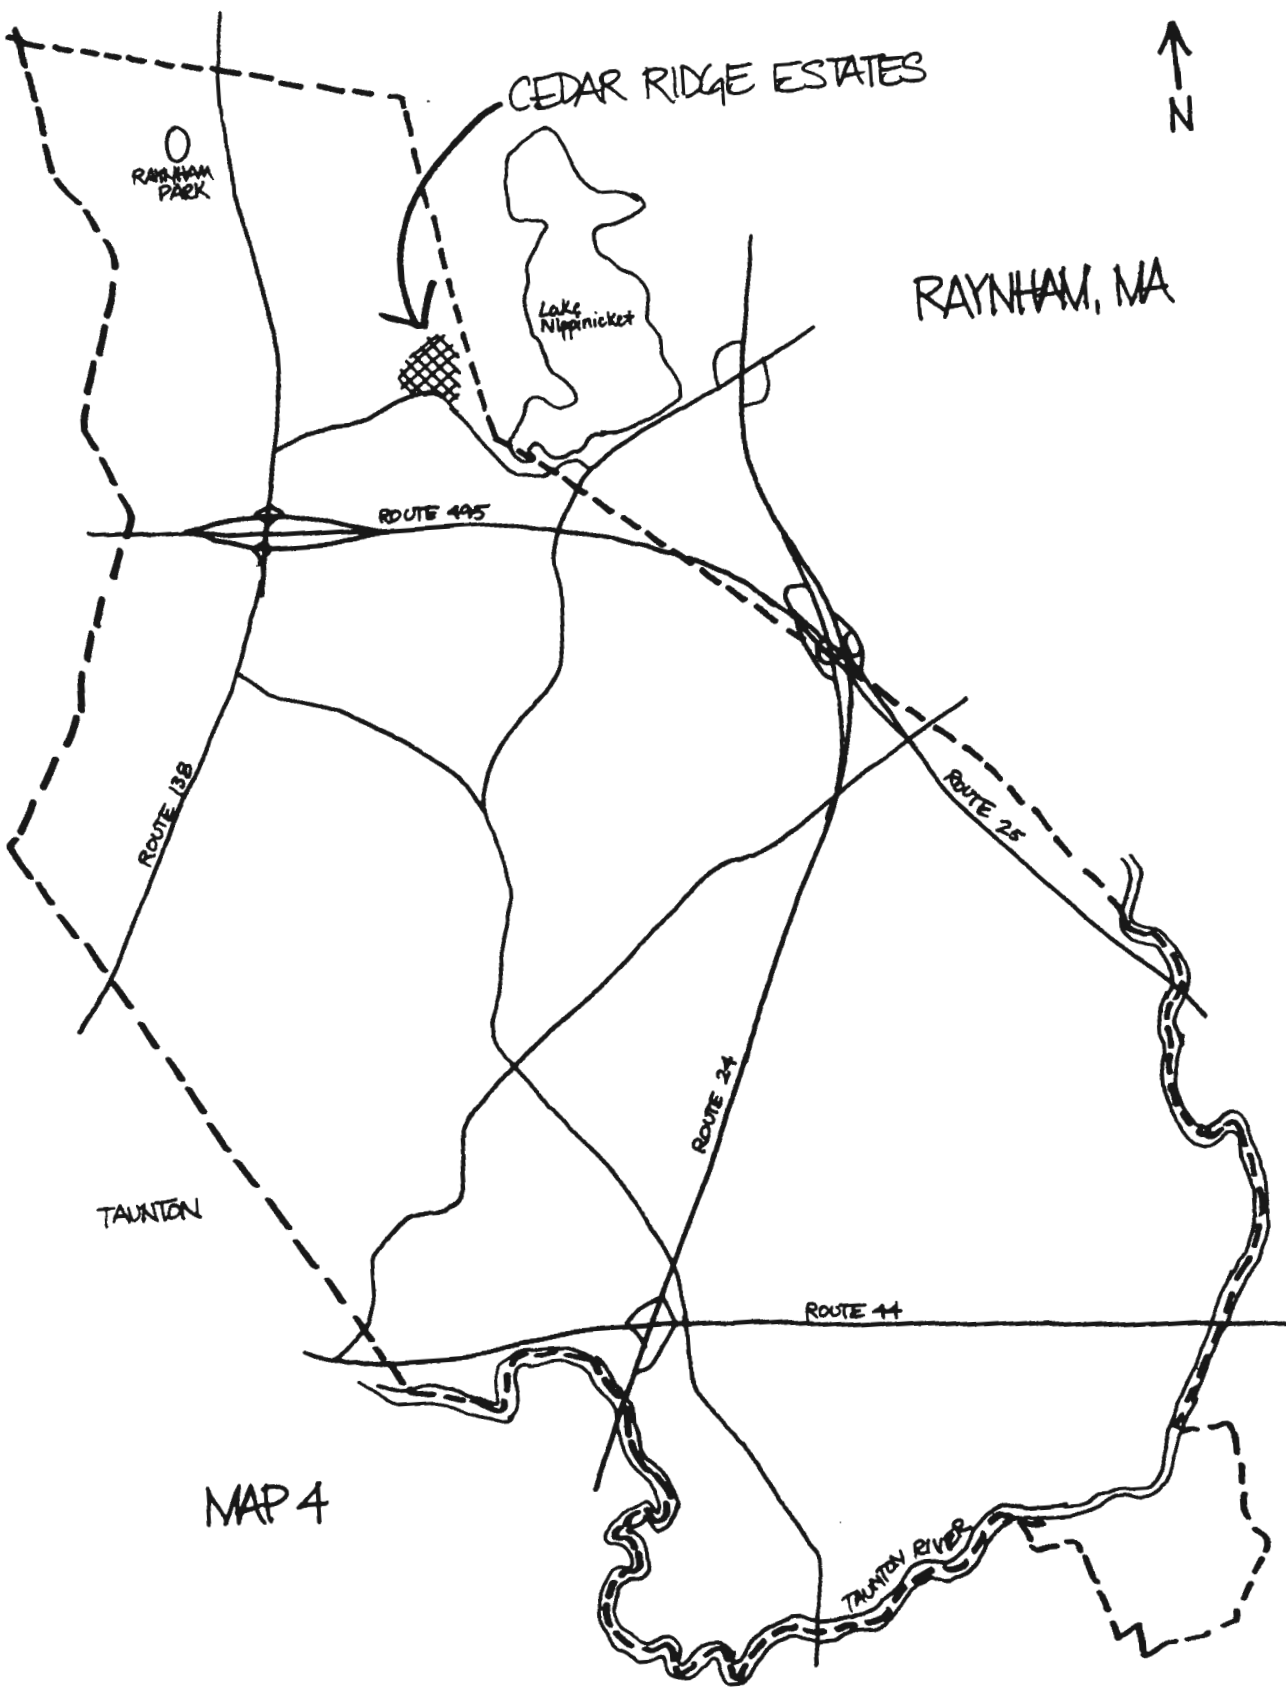 CEDAR RIDGE ESTATES
N
RAYNHAM
PARK
RAYNHAM, MA
Lake
Nippinicket
ROUTE 495
ROUTE 138
ROUTE 25
ROUTE 24
TAUNTON
ROUTE 44
MAP 4
TAUNTON RIVER